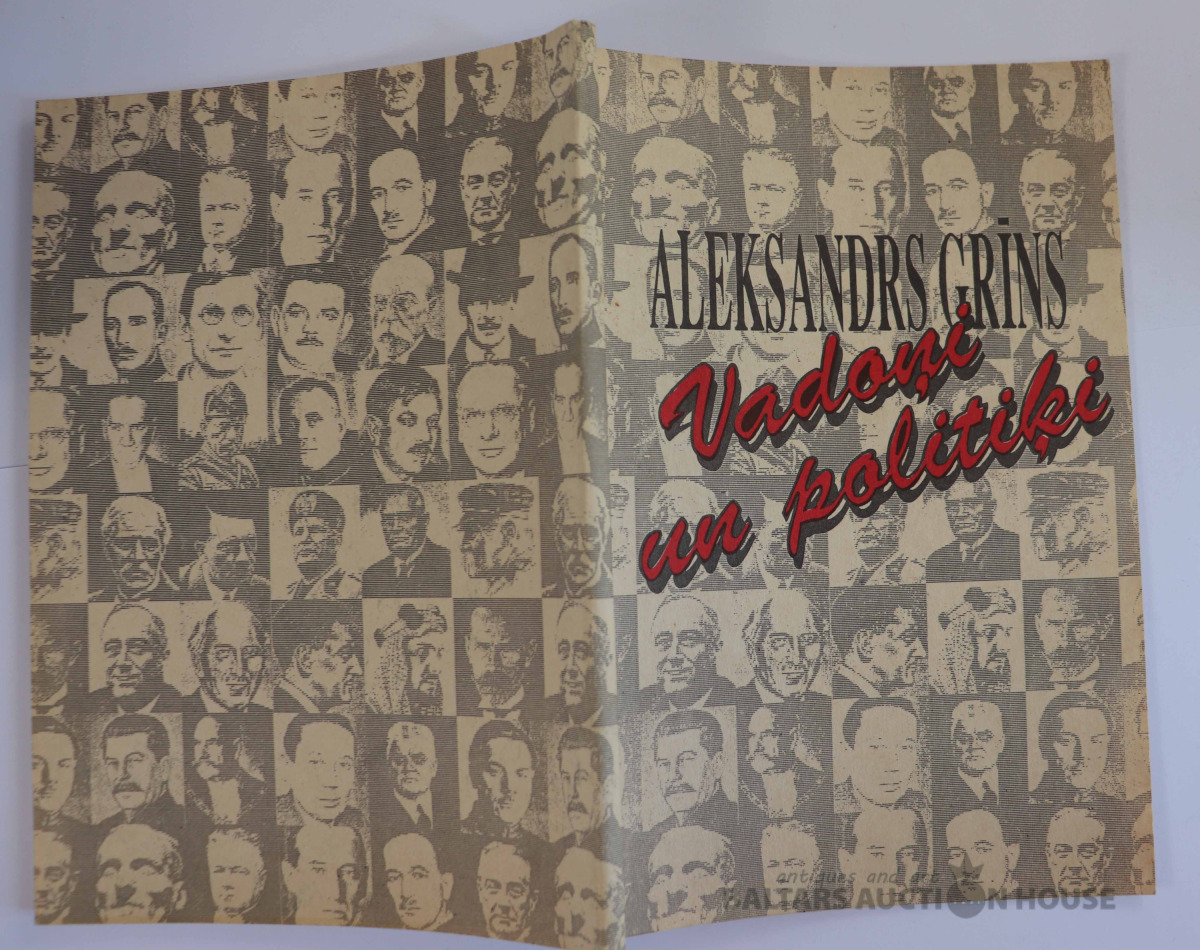 ALEKSANDRS GRĪNS
Vadoņi
un politiķi
antiques and art
BALTARS AUCTION HOUSE